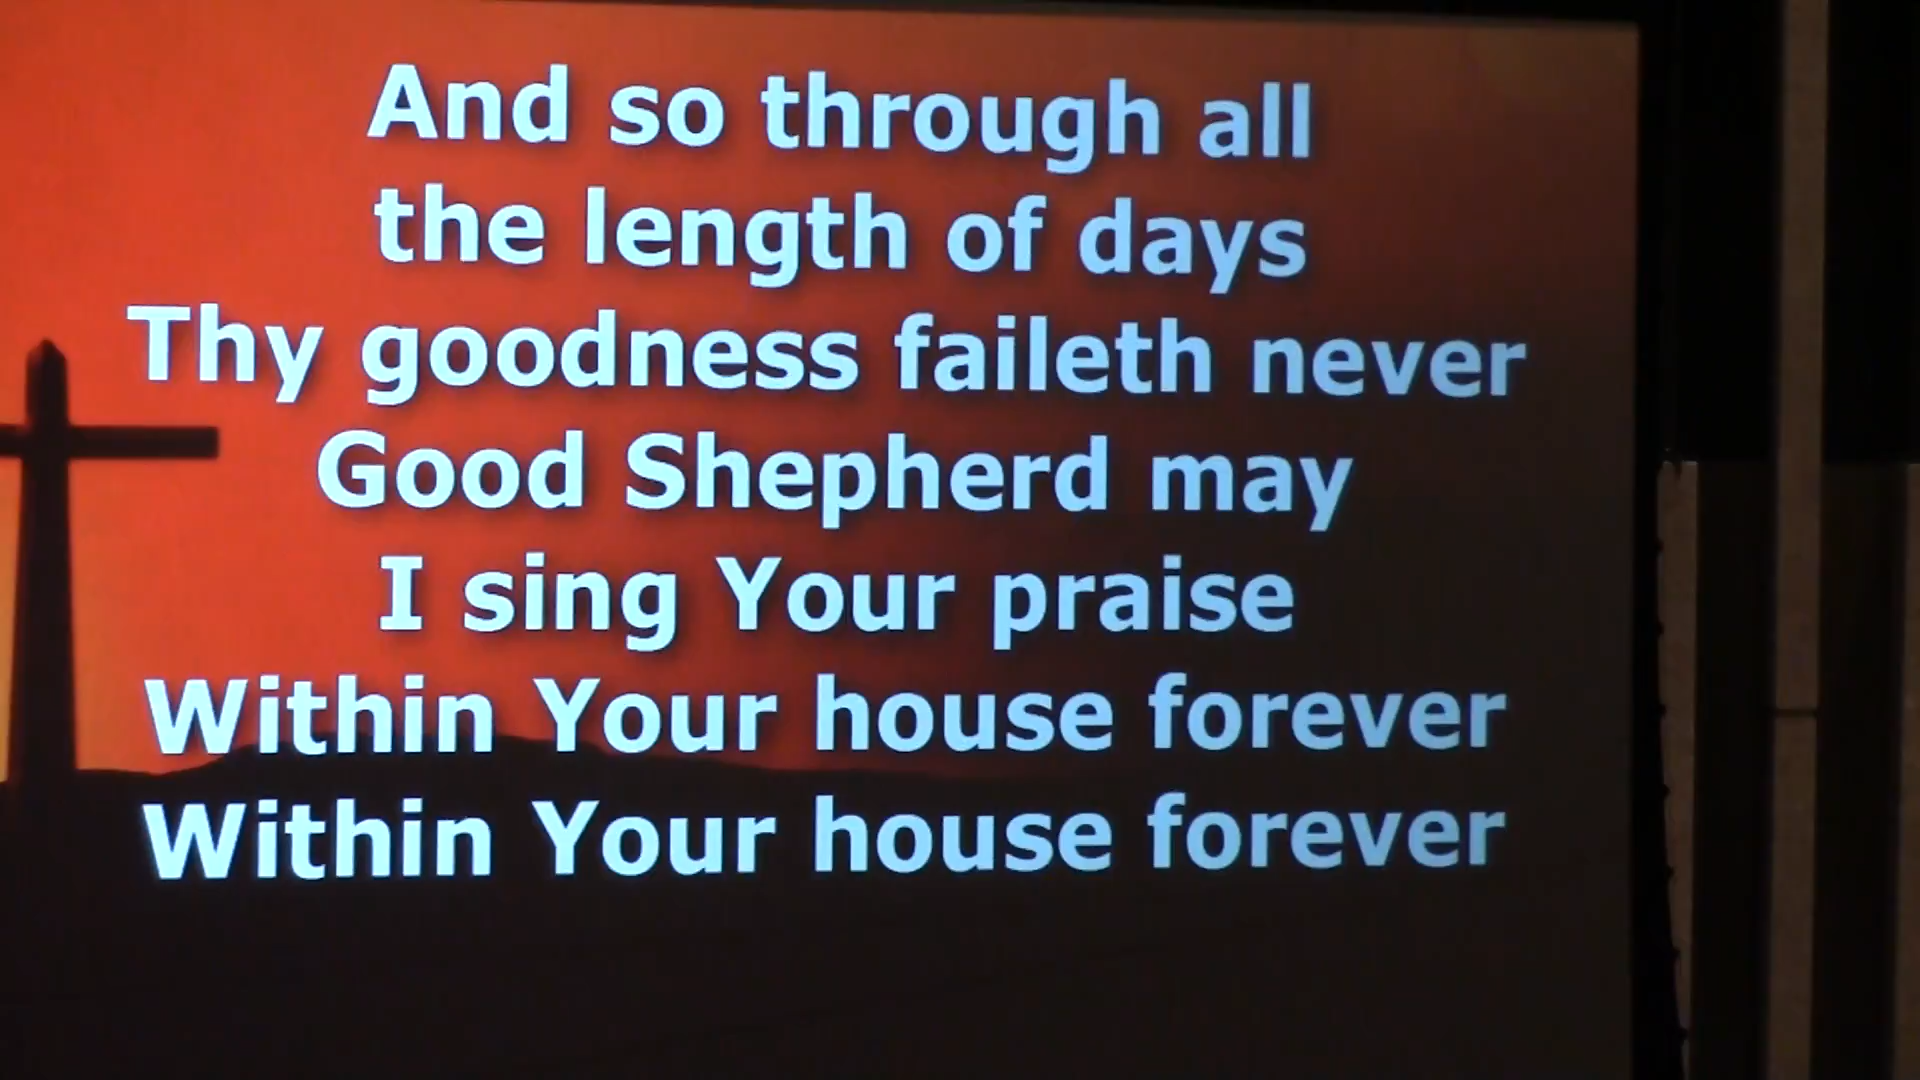 And so through all
the length of days
Thy goodness faileth never
Good Shepherd may
I sing Your praise
Within Your house forever
Within Your house forever